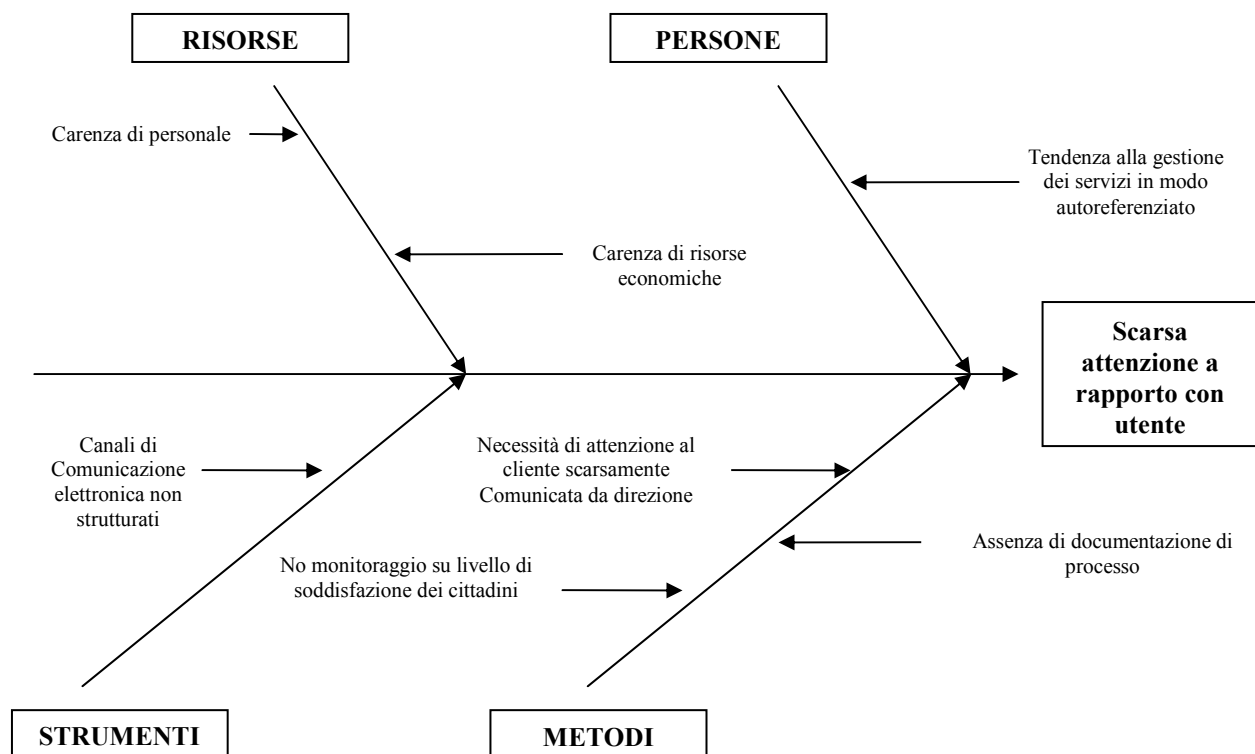 RISORSE
PERSONE
Carenza di personale
Tendenza alla gestione
dei servizi in modo
autoreferenziato
Carenza di risorse
economiche
Scarsa
attenzione a
rapporto con
utente
Canali di
Comunicazione
elettronica non
strutturati
Necessità di attenzione al
cliente scarsamente
Comunicata da direzione
No monitoraggio su livello di
soddisfazione dei cittadini
Assenza di documentazione di
processo
STRUMENTI
METODI